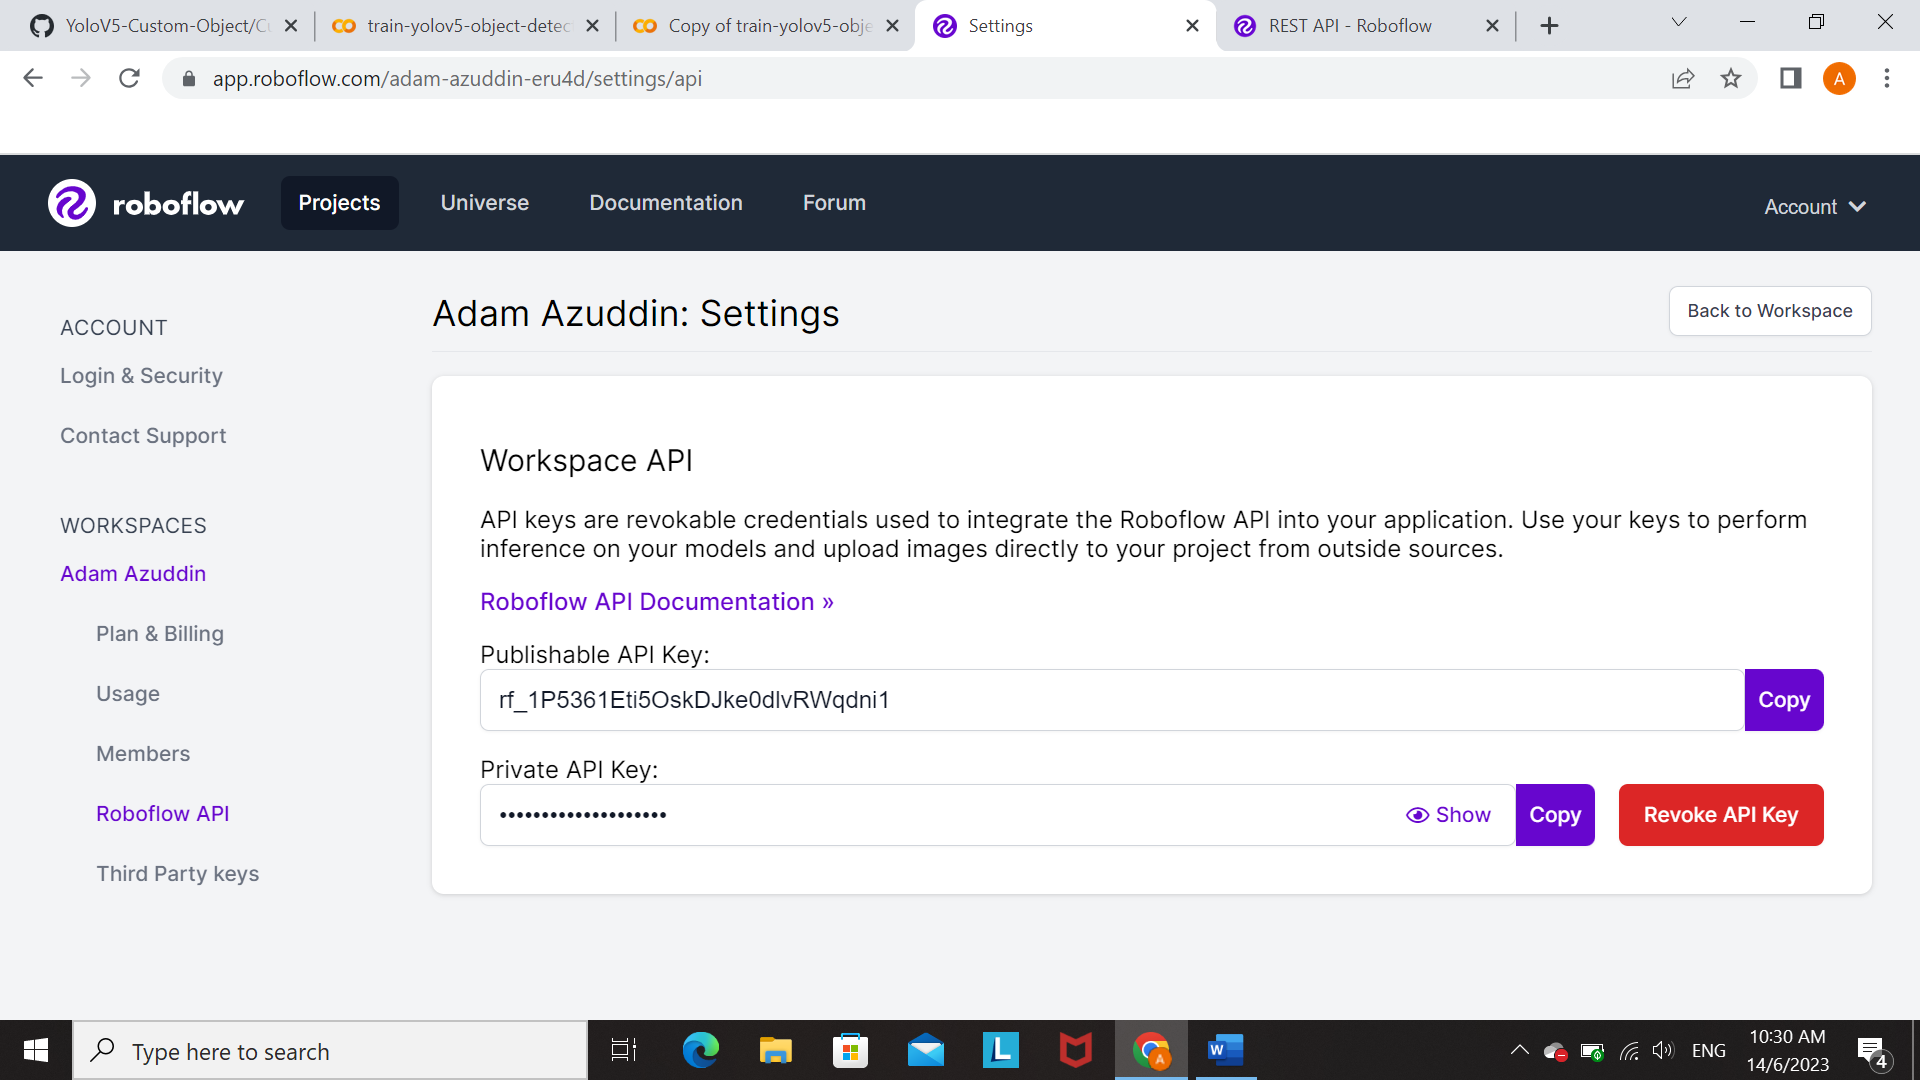 YoloV5-Custom-Object/Cu
train-yolov5-object-detec
Copy of train-yolov5-obje
Settings
REST API - Roboflow
app.roboflow.com/adam-azuddin-eru4d/settings/api
A
roboflow
Projects
Universe
Documentation
Forum
Account
ACCOUNT
Login & Security
Contact Support
WORKSPACES
Adam Azuddin
Plan & Billing
Usage
Members
Roboflow API
Third Party keys
Adam Azuddin: Settings
Back to Workspace
Workspace API
API keys are revokable credentials used to integrate the Roboflow API into your application. Use your keys to perform
inference on your models and upload images directly to your project from outside sources.
Roboflow API Documentation »
Publishable API Key:
rf_1P5361Eti5OskDJke0dlvRWqdni1
Copy
Private API Key:
••••••••••••••••••••
Show
Copy
Revoke API Key
Type here to search
L
A
W
ENG
10:30 AM
14/6/2023
4